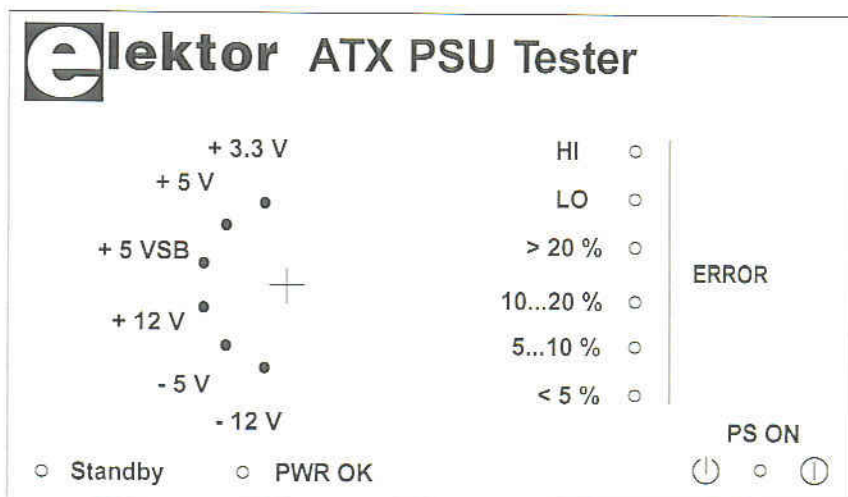 elektor ATX PSU Tester
+ 3.3 V
+ 5 V
+ 5 VSB
+ 12 V
- 5 V
- 12 V
HI
LO
> 20 %
10...20 %
5...10 %
< 5 %
ERROR
PS ON
Standby
PWR OK